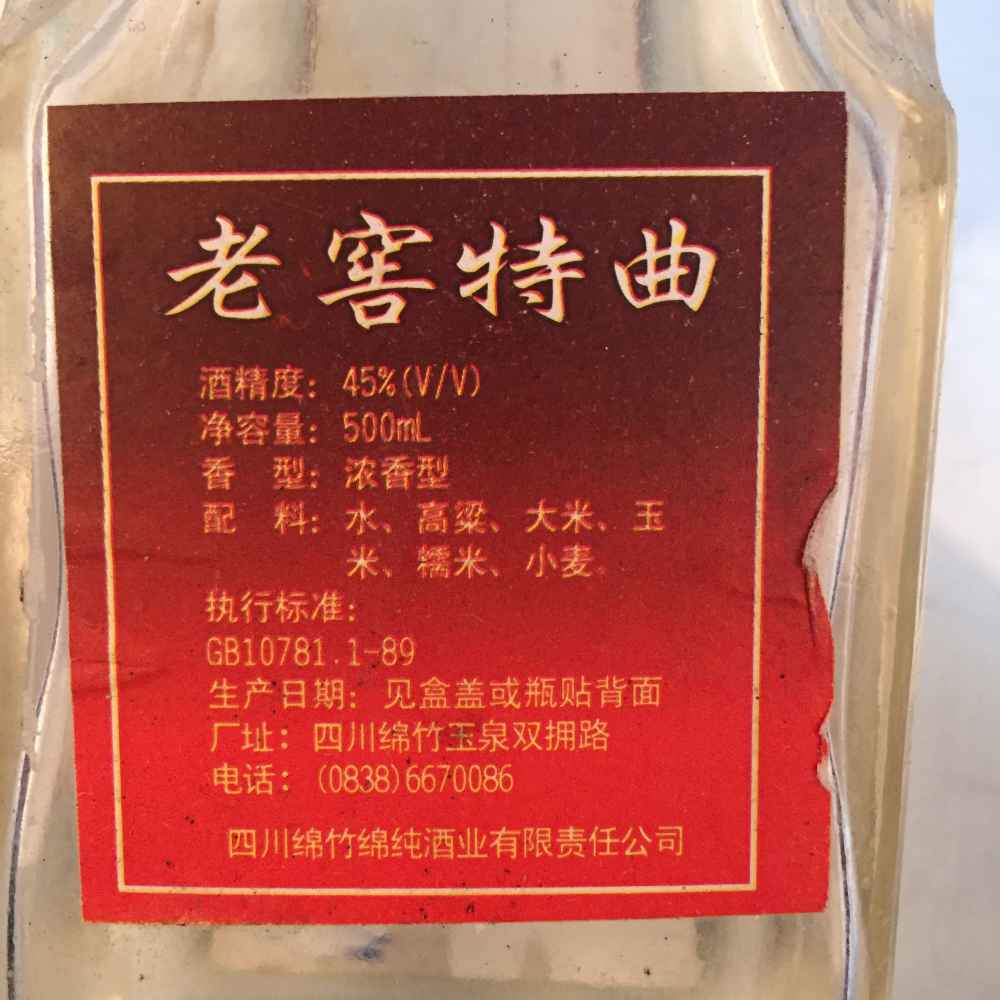 老窖特曲
酒精度：45%(V/V)
净容量：500mL
香 型：浓香型
配 料：水、高粱、大米、玉
米、糯米、小麦。
执行标准：
GB10781.1-89
生产日期：见盒盖或瓶贴背面
厂址：四川绵竹玉泉双拥路
电话：(0838)6670086
四川绵竹绵纯酒业有限责任公司